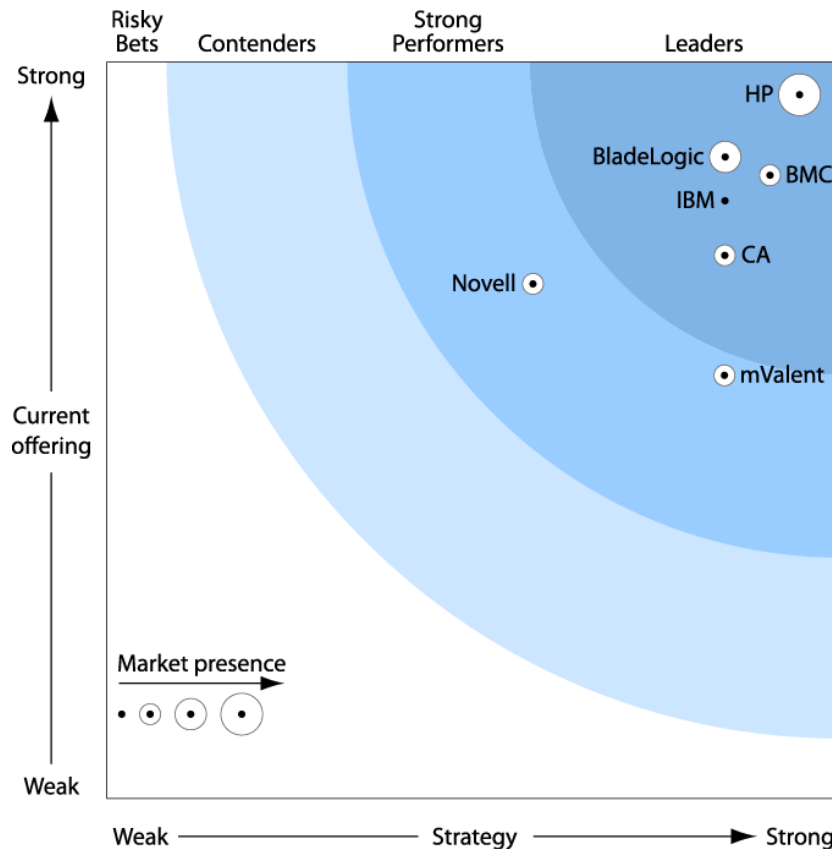 Risky
Bets
Contenders
Strong
Performers
Leaders
Strong
HP
BladeLogic
BMC
IBM
CA
Novell
mValent
Current
offering
Market presence
Weak
Weak
Strategy
Strong